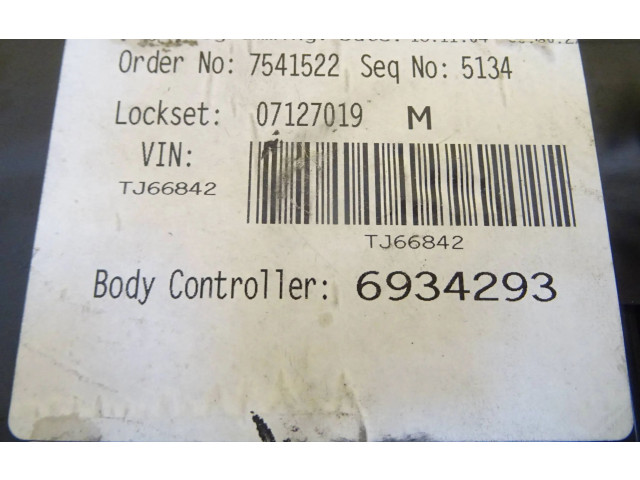 Order No: 7541522 Seq No: 5134
Lockset: 07127019 M
VIN:
TJ66842
TJ66842
Body Controller: 6934293